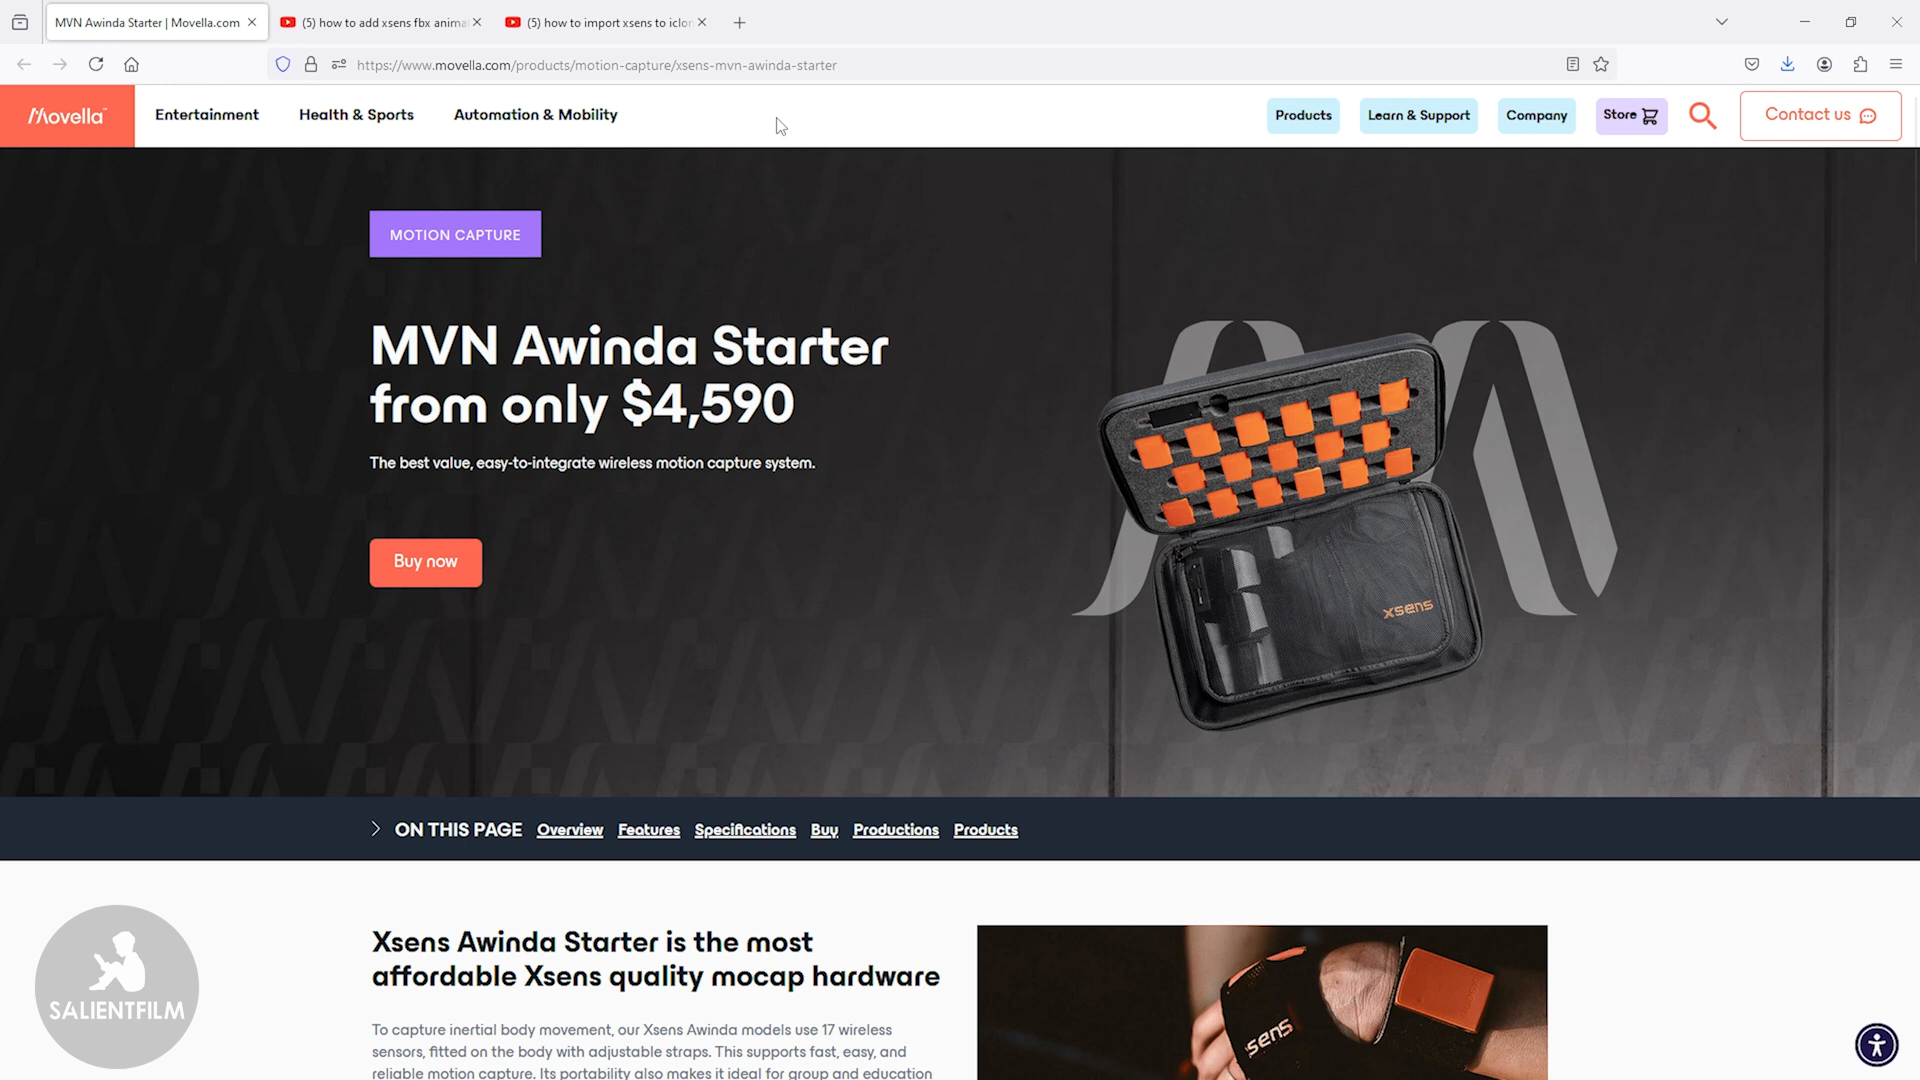 MVN Awinda Starter | Movella.com
(5) how to add xsens fbx anima
(5) how to import xsens to iclon
https://www.movella.com/products/motion-capture/xsens-mvn-awinda-starter
Movella
Entertainment
Health & Sports
Automation & Mobility
Products
Learn & Support
Company
Store
Contact us
MOTION CAPTURE
MVN Awinda Starter
from only $4,590
The best value, easy-to-integrate wireless motion capture system.
Buy now
xsens
ON THIS PAGE
Overview
Features
Specifications
Buy
Productions
Products
Xsens Awinda Starter is the most
affordable Xsens quality mocap hardware
To capture inertial body movement, our Xsens Awinda models use 17 wireless
sensors, fitted on the body with adjustable straps. This supports fast, easy, and
reliable motion capture. Its portability also makes it ideal for group and education
xsens
SALIENTFILM